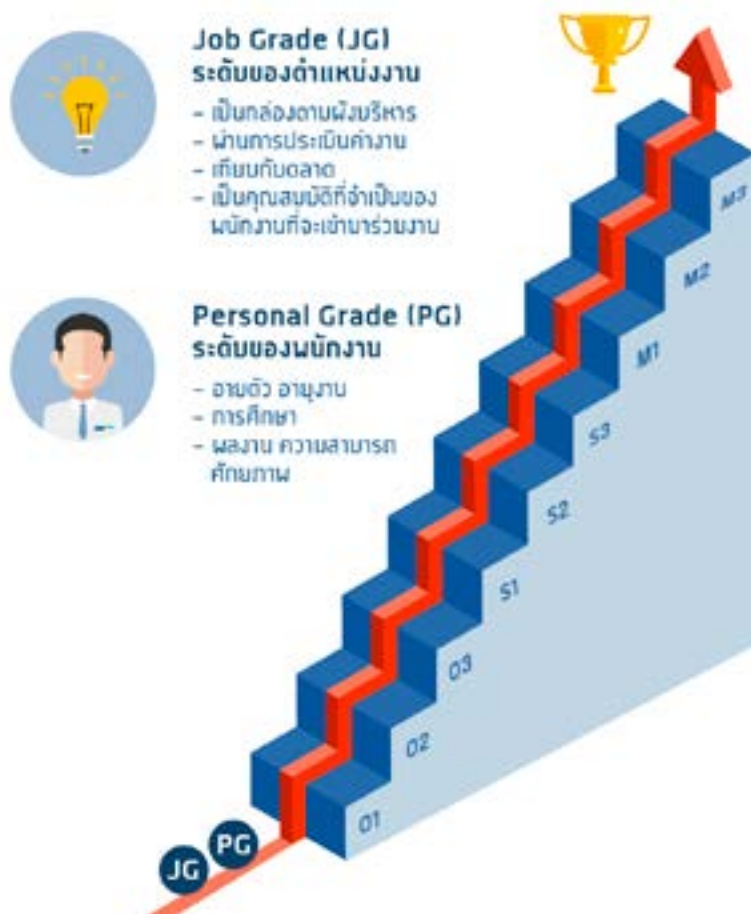 Job Grade (JG)
ระดับของตำแหน่งงาน
- เป็นกล่องตามผังบริหาร
- ผ่านการประเมินค่างาน
- เทียบกับตลาด
- เป็นคุณสมบัติที่จำเป็นของ
พนักงานที่จะเข้ามาร่วมงาน
Personal Grade (PG)
ระดับของพนักงาน
- อายุตัว อายุงาน
- การศึกษา
- ผลงาน ความสามารถ
ศักยภาพ
M3
M2
M1
S3
S2
S1
O3
O2
O1
PG
JG